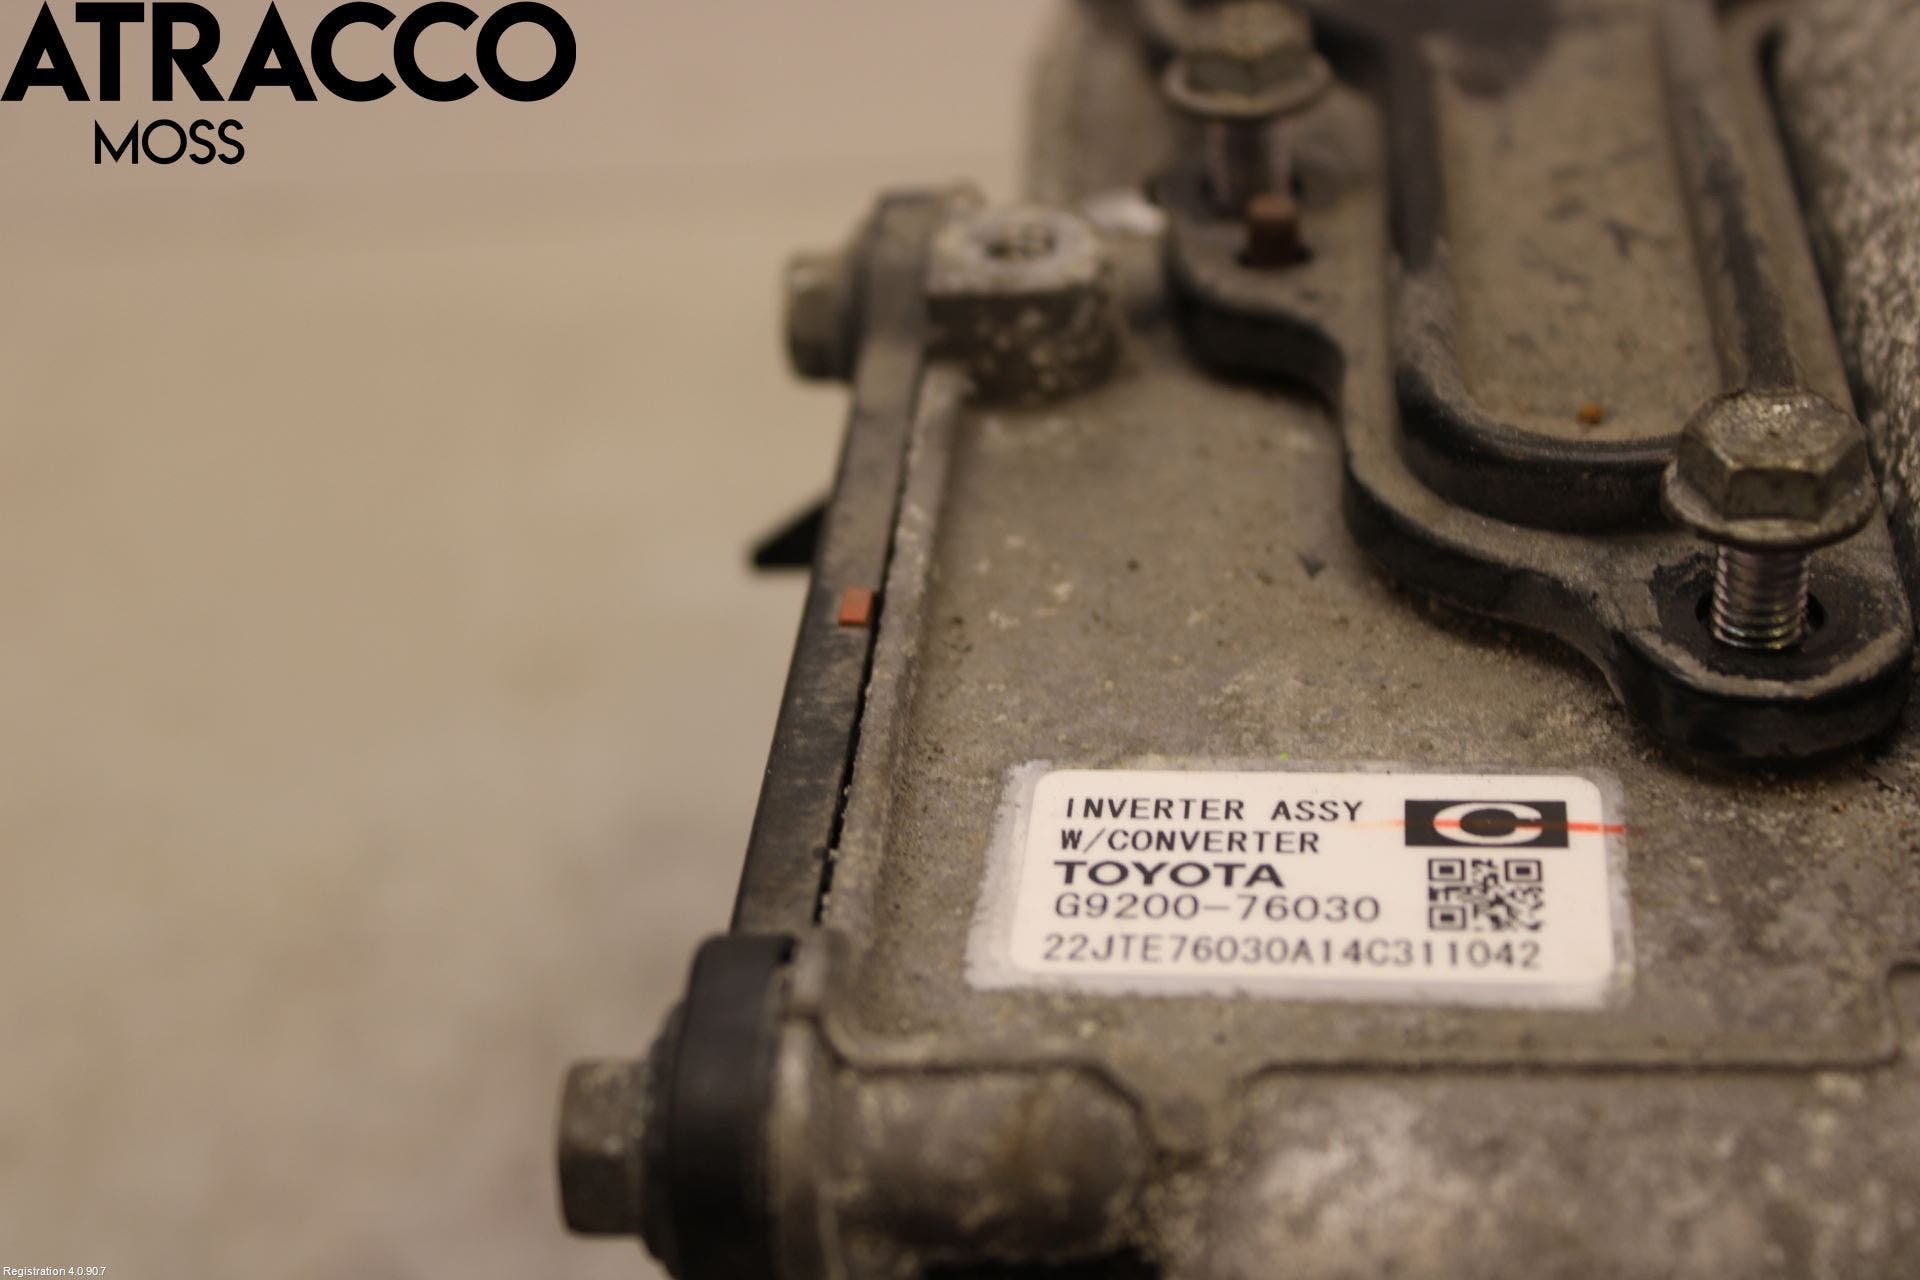 ATRACCO
MOSS
INVERTER ASSY
W/CONVERTER
C
TOYOTA
G9200-76030
22JTE76030A14C311042
Registration 4.0.90.7